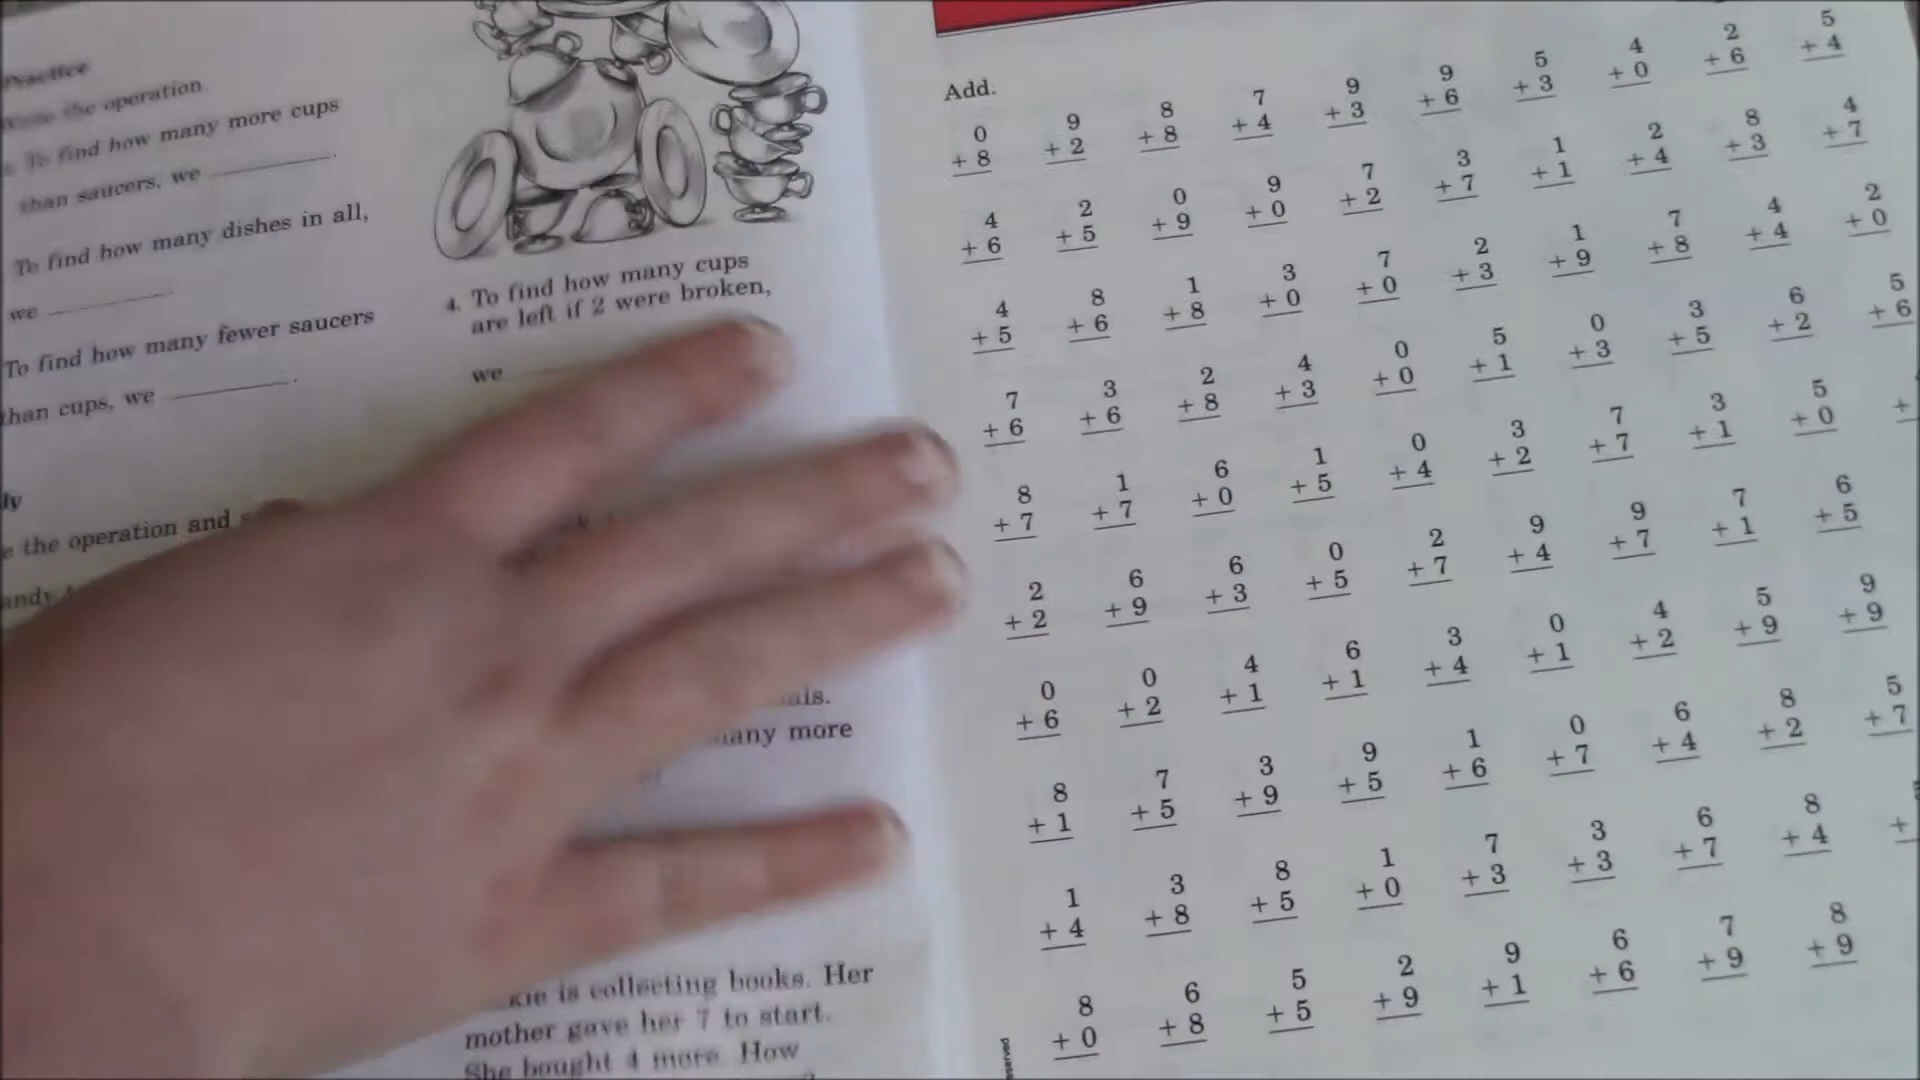 Practice
the operation.
To find how many more cups
than saucers, we
To find how many dishes in all,
we
To find how many fewer saucers
than cups, we
4. To find how many cups
are left if 2 were broken,
we
the operation and
many more
is collecting books. Her
mother gave her 7 to start.
She bought 4 more. How
Add.
0 9 8 7 9 9 5 4 2 5
+ 8 + 2 + 8 + 4 + 3 + 6 + 3 + 0 + 6 + 4
4 2 0 9 7 3 1 2 8 4
+ 6 + 5 + 9 + 0 + 2 + 7 + 1 + 4 + 3 + 7
4 8 1 3 7 2 1 7 4 2
+ 5 + 6 + 8 + 0 + 0 + 3 + 9 + 8 + 4 + 0
7 3 2 4 0 5 0 3 6 5
+ 6 + 6 + 8 + 3 + 0 + 1 + 3 + 5 + 2 + 6
8 1 6 1 0 3 7 3 5
+ 7 + 7 + 0 + 5 + 4 + 2 + 7 + 1 + 0 +
2 6 6 0 2 9 9 7 6
+ 2 + 9 + 3 + 5 + 7 + 4 + 7 + 1 + 5
0 0 4 6 3 0 4 5 9
+ 6 + 2 + 1 + 1 + 4 + 1 + 2 + 9 + 9
8 7 3 9 1 0 6 8 5
+ 1 + 5 + 9 + 5 + 6 + 7 + 4 + 2 + 7
1 3 8 1 7 3 6 8
+ 4 + 8 + 5 + 0 + 3 + 3 + 7 + 4 +
8 6 5 2 9 6 7 8
+ 0 + 8 + 5 + 9 + 1 + 6 + 9 + 9